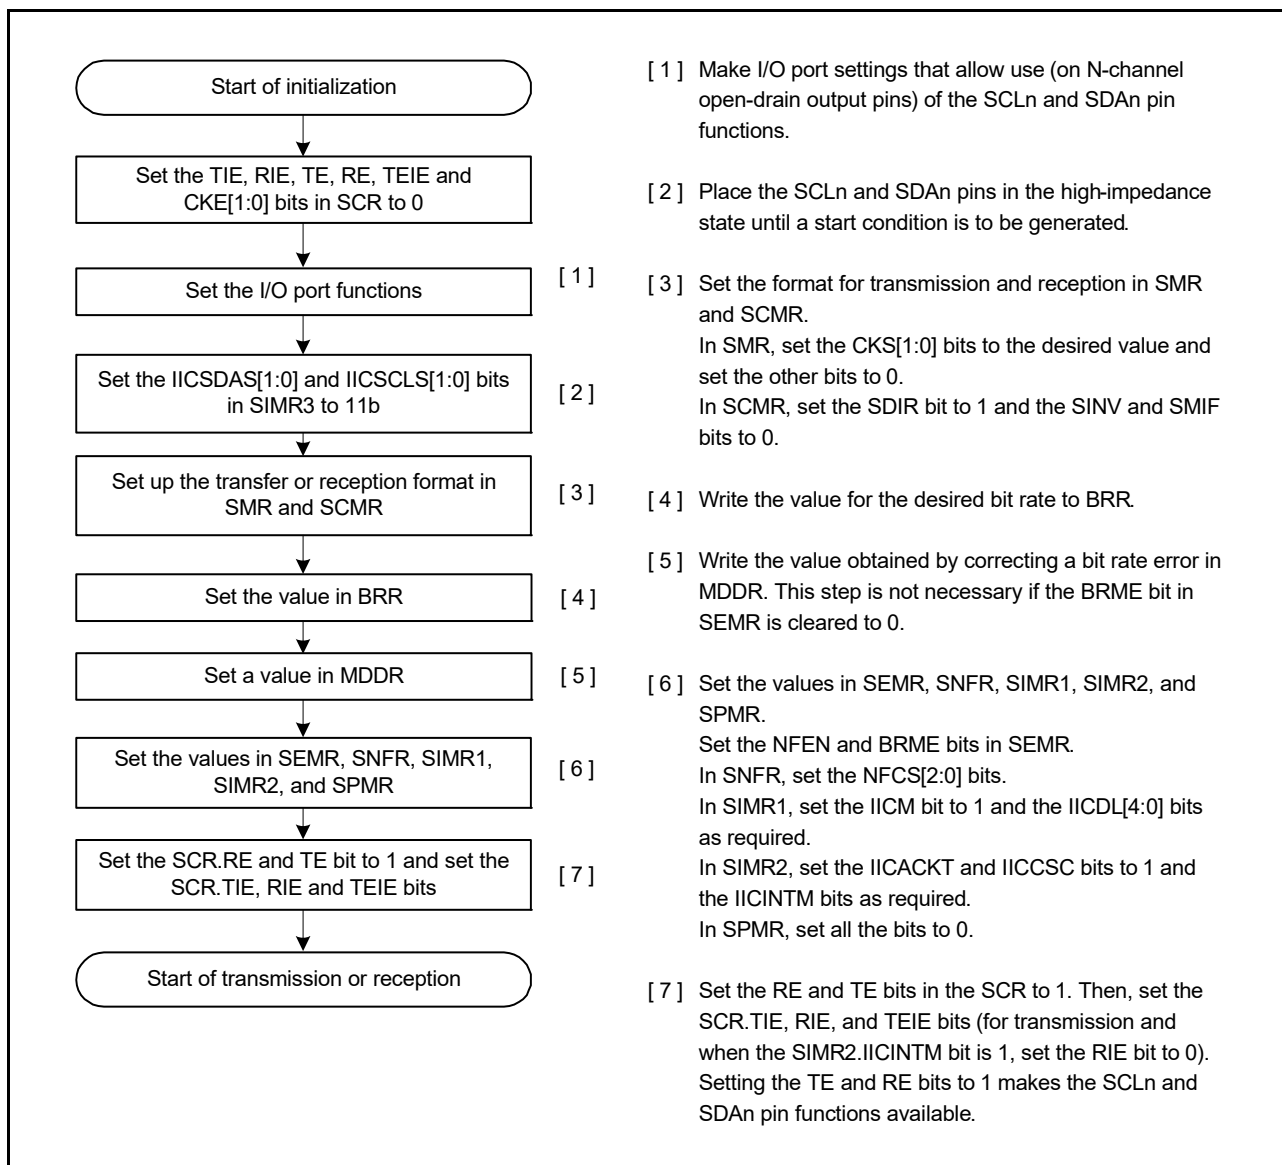 Start of initialization
Set the TIE, RIE, TE, RE, TEIE and
CKE[1:0] bits in SCR to 0
Set the I/O port functions
[ 1 ]
Set the IICSDAS[1:0] and IICSCLS[1:0] bits
in SIMR3 to 11b
[ 2 ]
Set up the transfer or reception format in
SMR and SCMR
[ 3 ]
Set the value in BRR
[ 4 ]
Set a value in MDDR
[ 5 ]
Set the values in SEMR, SNFR, SIMR1,
SIMR2, and SPMR
[ 6 ]
Set the SCR.RE and TE bit to 1 and set the
SCR.TIE, RIE and TEIE bits
[ 7 ]
Start of transmission or reception
[ 1 ] Make I/O port settings that allow use (on N-channel
open-drain output pins) of the SCLn and SDAn pin
functions.
[ 2 ] Place the SCLn and SDAn pins in the high-impedance
state until a start condition is to be generated.
[ 3 ] Set the format for transmission and reception in SMR
and SCMR.
In SMR, set the CKS[1:0] bits to the desired value and
set the other bits to 0.
In SCMR, set the SDIR bit to 1 and the SINV and SMIF
bits to 0.
[ 4 ] Write the value for the desired bit rate to BRR.
[ 5 ] Write the value obtained by correcting a bit rate error in
MDDR. This step is not necessary if the BRME bit in
SEMR is cleared to 0.
[ 6 ] Set the values in SEMR, SNFR, SIMR1, SIMR2, and
SPMR.
Set the NFEN and BRME bits in SEMR.
In SNFR, set the NFCS[2:0] bits.
In SIMR1, set the IICM bit to 1 and the IICDL[4:0] bits
as required.
In SIMR2, set the IICACKT and IICCSC bits to 1 and
the IICINTM bits as required.
In SPMR, set all the bits to 0.
[ 7 ] Set the RE and TE bits in the SCR to 1. Then, set the
SCR.TIE, RIE, and TEIE bits (for transmission and
when the SIMR2.IICINTM bit is 1, set the RIE bit to 0).
Setting the TE and RE bits to 1 makes the SCLn and
SDAn pin functions available.